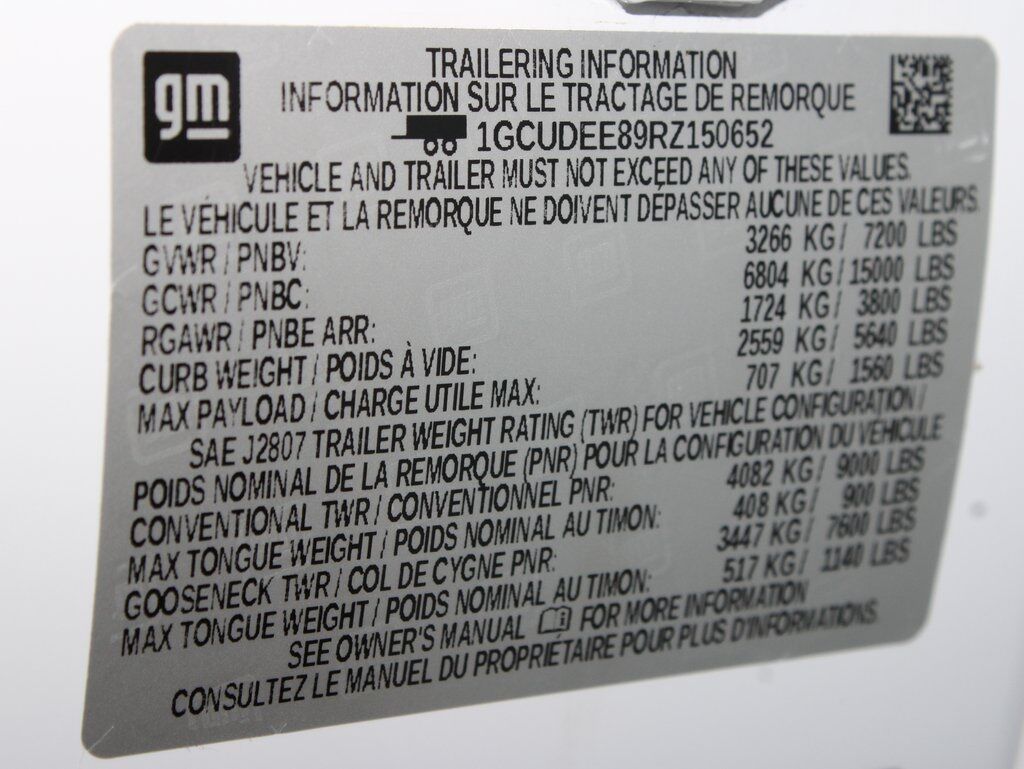 gm
TRAILERING INFORMATION
INFORMATION SUR LE TRACTAGE DE REMORQUE
1GCUDEE89RZ150652
VEHICLE AND TRAILER MUST NOT EXCEED ANY OF THESE VALUES.
LE VÉHICULE ET LA REMORQUE NE DOIVENT DÉPASSER AUCUNE DE CES VALEURS.
GVWR / PNBV: 3266 KG / 7200 LBS
GCWR / PNBC: 6804 KG / 15000 LBS
RGAWR / PNBE ARR: 1724 KG / 3800 LBS
CURB WEIGHT / POIDS À VIDE: 2559 KG / 5640 LBS
MAX PAYLOAD / CHARGE UTILE MAX: 707 KG / 1560 LBS
SAE J2807 TRAILER WEIGHT RATING (TWR) FOR VEHICLE CONFIGURATION /
POIDS NOMINAL DE LA REMORQUE (PNR) POUR LA CONFIGURATION DU VÉHICULE
CONVENTIONAL TWR / CONVENTIONNEL PNR: 4082 KG / 9000 LBS
MAX TONGUE WEIGHT / POIDS NOMINAL AU TIMON: 408 KG / 900 LBS
GOOSENECK TWR / COL DE CYGNE PNR: 3447 KG / 7600 LBS
MAX TONGUE WEIGHT / POIDS NOMINAL AU TIMON: 517 KG / 1140 LBS
SEE OWNER'S MANUAL FOR MORE INFORMATION
CONSULTEZ LE MANUEL DU PROPRIÉTAIRE POUR PLUS D'INFORMATIONS.